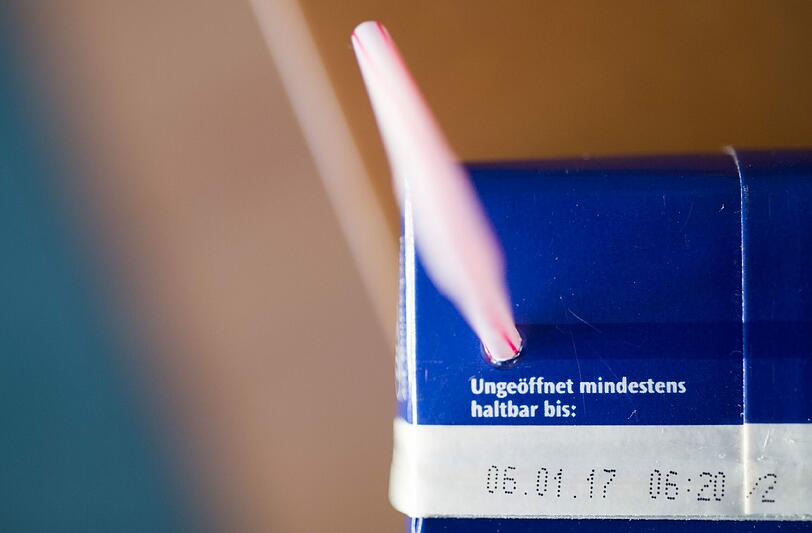 Ungeöffnet mindestens
haltbar bis:
06.01.17 06:20 /2